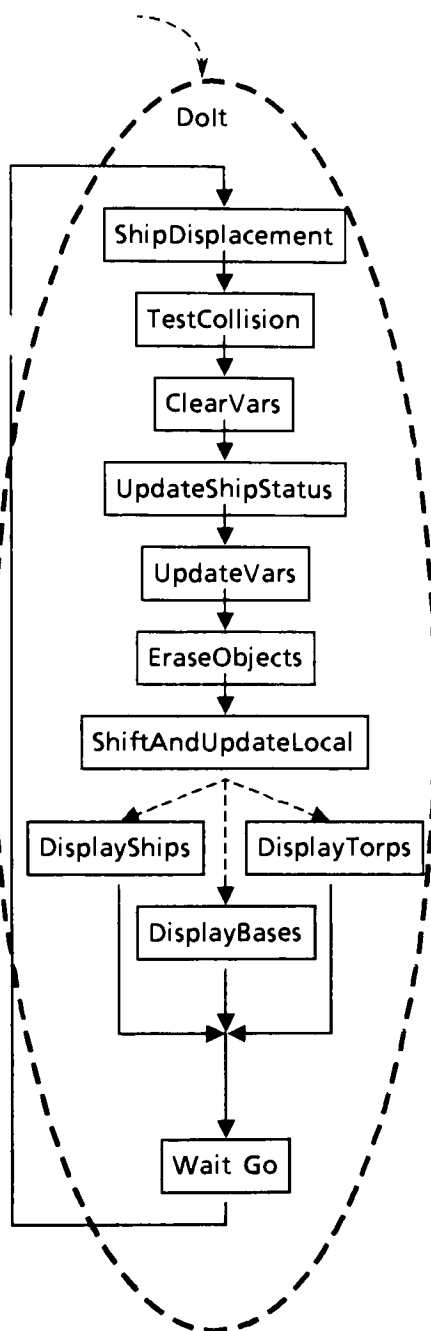 DoIt
ShipDisplacement
TestCollision
ClearVars
UpdateShipStatus
UpdateVars
EraseObjects
ShiftAndUpdateLocal
DisplayShips
DisplayTorps
DisplayBases
Wait Go